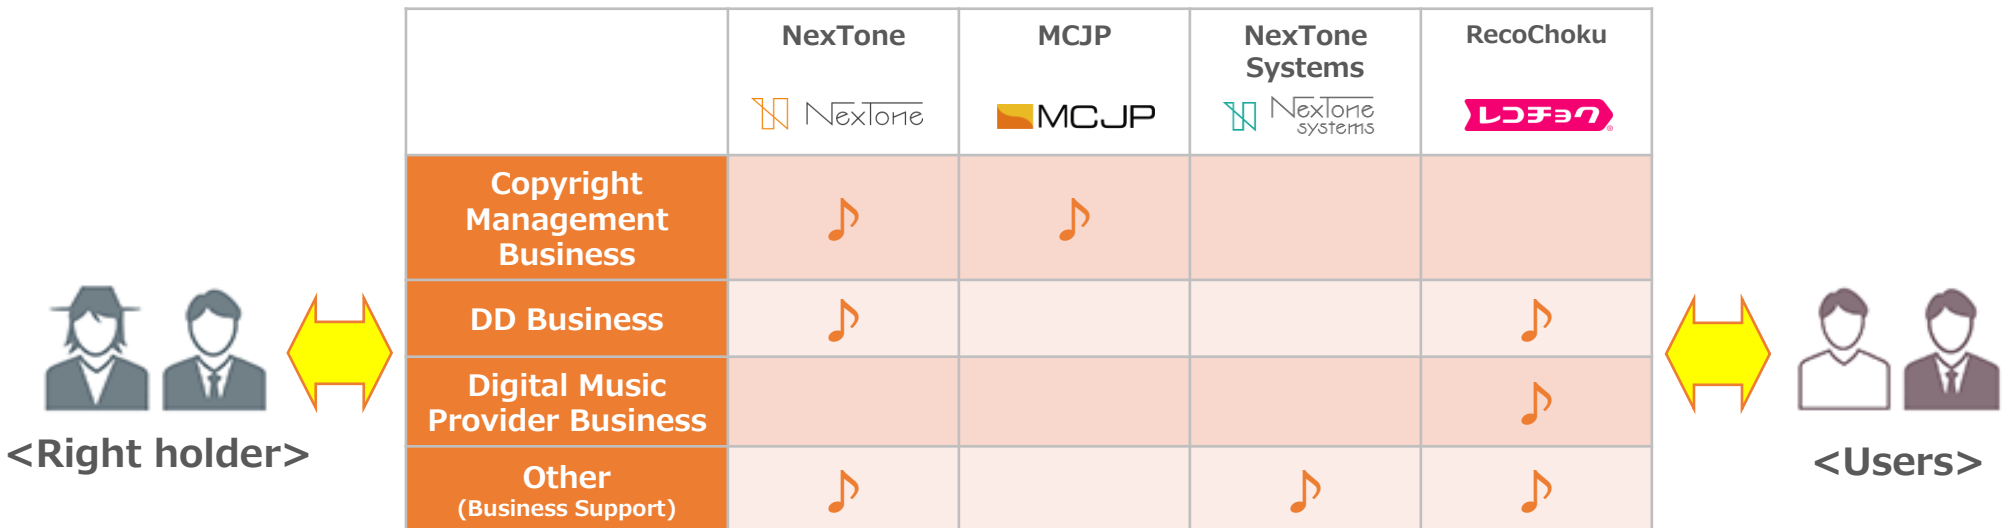 NexTone
MCJP
NexTone
Systems
RecoChoku
NexTone
MCJP
NexTone
systems
レコチョク
®
Copyright
Management
Business
♪ ♪
DD Business
♪ ♪
Digital Music
Provider Business
♪
Other
(Business Support)
♪ ♪ ♪
<Right holder>
<Users>